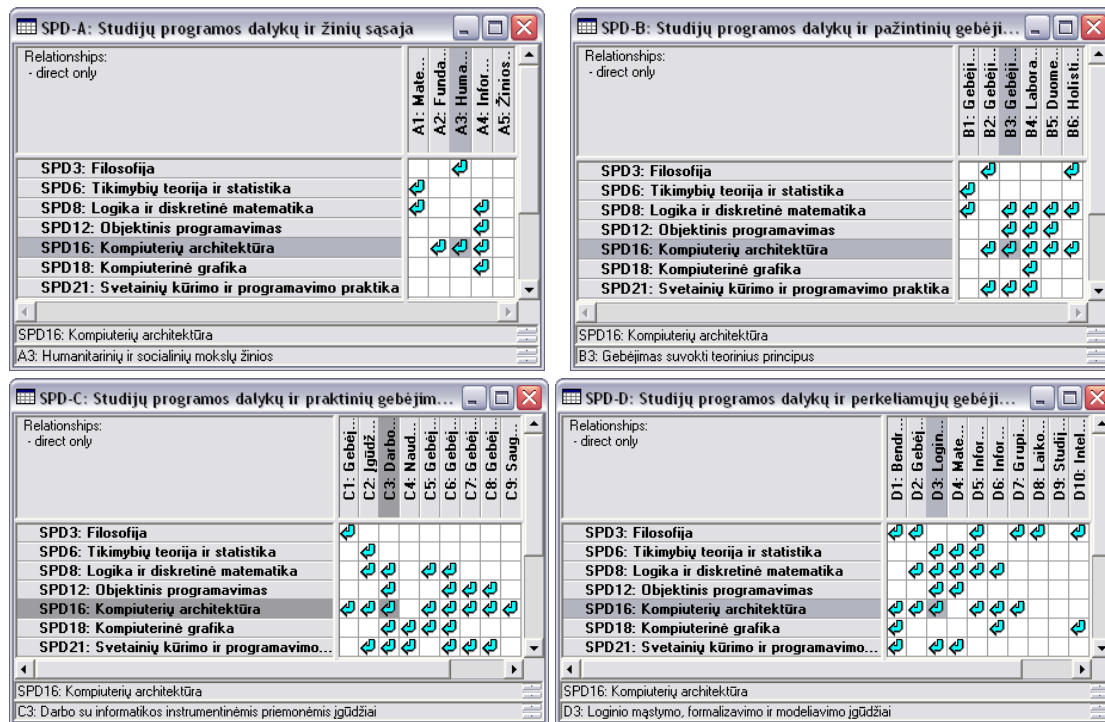 SPD-A: Studijų programos dalykų ir žinių sąsaja
Relationships:
- direct only
A1: Mate...
A2: Funda...
A3: Huma...
A4: Infor...
A5: Žinios...
SPD3: Filosofija
SPD6: Tikimybių teorija ir statistika
SPD8: Logika ir diskretinė matematika
SPD12: Objektinis programavimas
SPD16: Kompiuterių architektūra
SPD18: Kompiuterinė grafika
SPD21: Svetainių kūrimo ir programavimo praktika
SPD16: Kompiuterių architektūra
A3: Humanitarinių ir socialinių mokslų žinios
SPD-B: Studijų programos dalykų ir pažintinių gebėji...
Relationships:
- direct only
B1: Gebėji...
B2: Gebėji...
B3: Gebėji...
B4: Labora...
B5: Duome...
B6: Holisti...
SPD3: Filosofija
SPD6: Tikimybių teorija ir statistika
SPD8: Logika ir diskretinė matematika
SPD12: Objektinis programavimas
SPD16: Kompiuterių architektūra
SPD18: Kompiuterinė grafika
SPD21: Svetainių kūrimo ir programavimo praktika
SPD16: Kompiuterių architektūra
B3: Gebėjimas suvokti teorinius principus
SPD-C: Studijų programos dalykų ir praktinių gebėjim...
Relationships:
- direct only
C1: Gebėj...
C2: Įgūdž...
C3: Darbo...
C4: Naud...
C5: Gebėj...
C6: Gebėj...
C7: Gebėj...
C8: Gebėj...
C9: Saug...
SPD3: Filosofija
SPD6: Tikimybių teorija ir statistika
SPD8: Logika ir diskretinė matematika
SPD12: Objektinis programavimas
SPD16: Kompiuterių architektūra
SPD18: Kompiuterinė grafika
SPD21: Svetainių kūrimo ir programavimo...
SPD16: Kompiuterių architektūra
C3: Darbo su informatikos instrumentinėmis priemonėmis įgūdžiai
SPD-D: Studijų programos dalykų ir perkeliamųjų gebėji...
Relationships:
- direct only
D1: Bendr...
D2: Gebėj...
D3: Login...
D4: Mate...
D5: Infor...
D6: Infor...
D7: Grupi...
D8: Laiko...
D9: Studij...
D10: Intel...
SPD3: Filosofija
SPD6: Tikimybių teorija ir statistika
SPD8: Logika ir diskretinė matematika
SPD12: Objektinis programavimas
SPD16: Kompiuterių architektūra
SPD18: Kompiuterinė grafika
SPD21: Svetainių kūrimo ir programavimo...
SPD16: Kompiuterių architektūra
D3: Loginio mąstymo, formalizavimo ir modeliavimo įgūdžiai